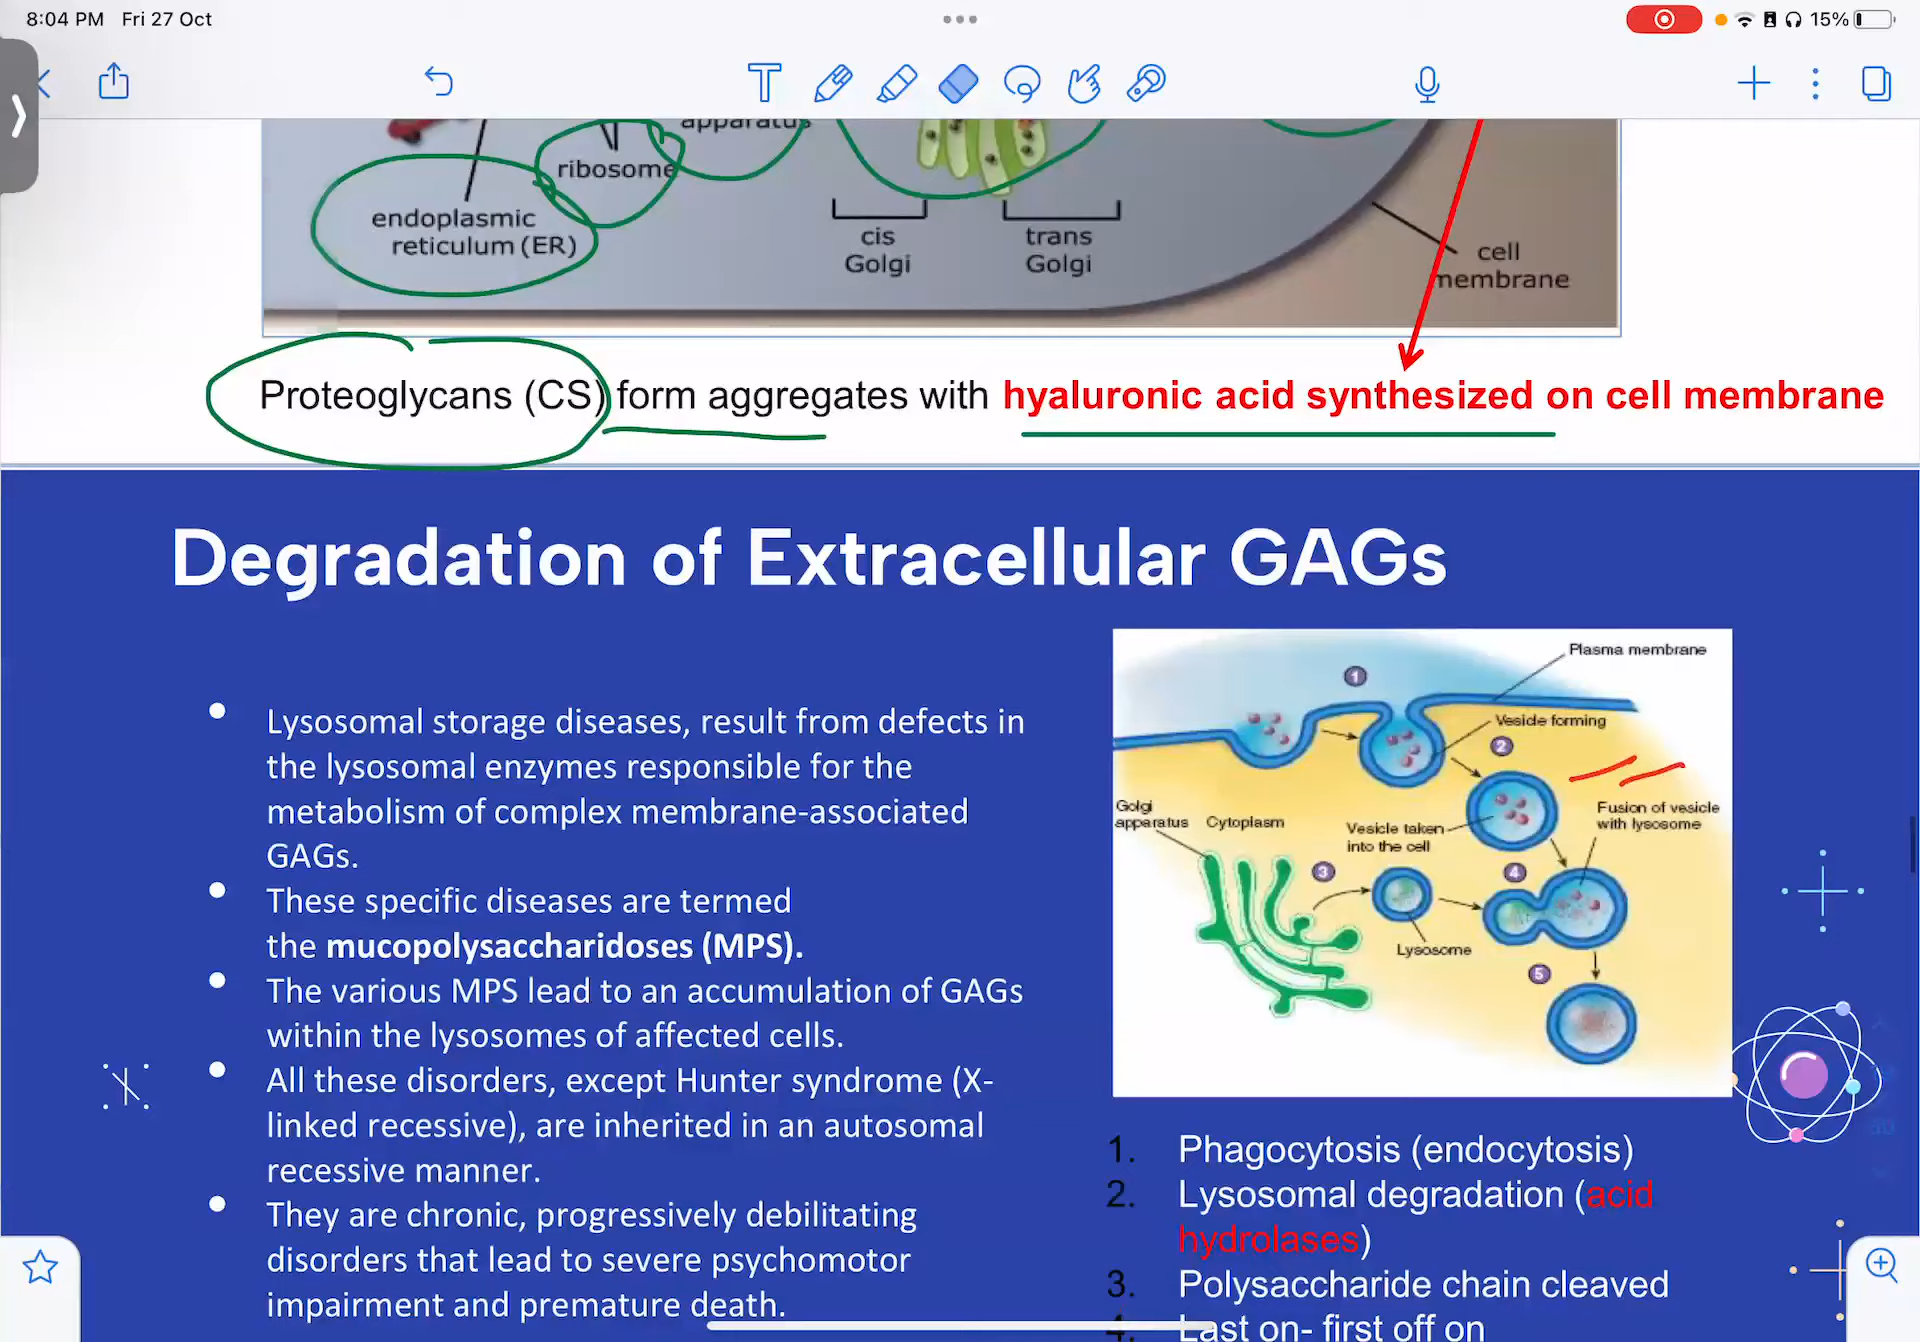 8:04 PM Fri 27 Oct
15%
T
apparatus
ribosome
endoplasmic
reticulum (ER)
cis
Golgi
trans
Golgi
cell
membrane
Proteoglycans (CS) form aggregates with hyaluronic acid synthesized on cell membrane
Degradation of Extracellular GAGs
• Lysosomal storage diseases, result from defects in
the lysosomal enzymes responsible for the
metabolism of complex membrane-associated
GAGs.
• These specific diseases are termed
the mucopolysaccharidoses (MPS).
• The various MPS lead to an accumulation of GAGs
within the lysosomes of affected cells.
• All these disorders, except Hunter syndrome (X-
linked recessive), are inherited in an autosomal
recessive manner.
• They are chronic, progressively debilitating
disorders that lead to severe psychomotor
impairment and premature death.
Plasma membrane
1
Vesicle forming
2
Golgi
apparatus
Cytoplasm
Vesicle taken
into the cell
Fusion of vesicle
with lysosome
3
4
Lysosome
5
1. Phagocytosis (endocytosis)
2. Lysosomal degradation (acid
hydrolases)
3. Polysaccharide chain cleaved
4. Last on- first off on